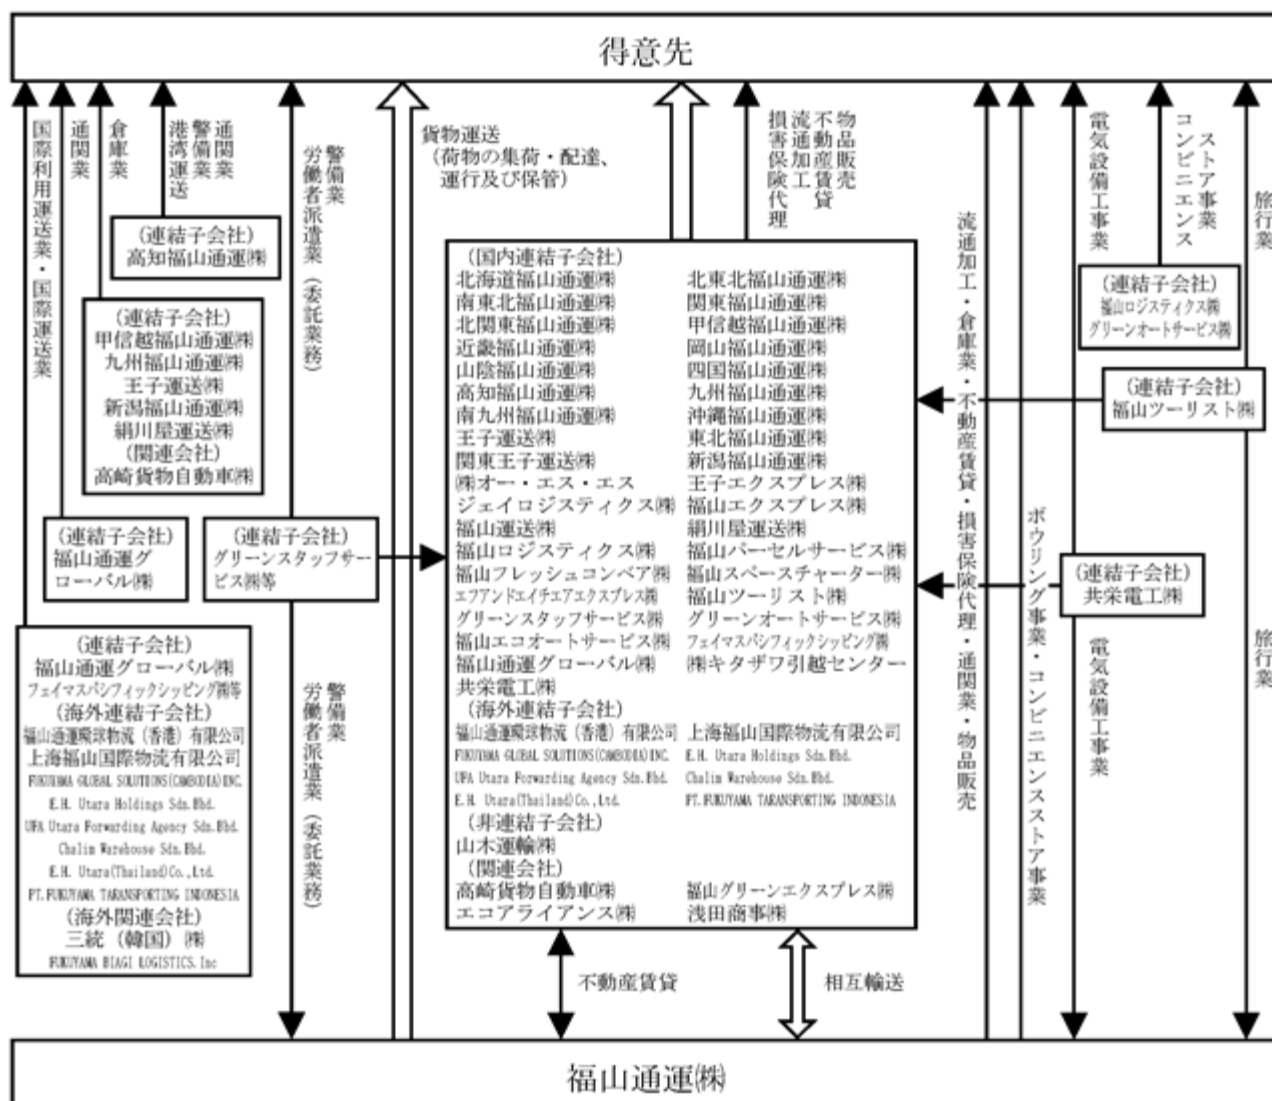 得意先
国際利用運送業・国際運送業
通関業
倉庫業
通関業
警備業
港湾運送
警備業
労働者派遣業（委託業務）
貨物運送
（荷物の集荷・配達、
運行及び保管）
物品販売
不動産賃貸
流通加工
損害保険代理
流通加工・倉庫業・不動産賃貸・損害保険代理・通関業・物品販売
ボウリング事業・コンビニエンスストア事業
電気設備工事業
コンビニエンス
ストア事業
旅行業
（連結子会社）
高知福山通運㈱
（連結子会社）
甲信越福山通運㈱
九州福山通運㈱
王子運送㈱
新潟福山通運㈱
絹川屋運送㈱
（関連会社）
高崎貨物自動車㈱
（連結子会社）
福山通運グ
ローバル㈱
（連結子会社）
グリーンスタッフサー
ビス㈱等
（連結子会社）
福山通運グローバル㈱
フェイマスパシフィックシッピング㈱等
（海外連結子会社）
福山通運環球物流（香港）有限公司
上海福山国際物流有限公司
FUKUYAMA GLOBAL SOLUTIONS(CAMBODIA)INC.
E.H. Utara Holdings Sdn.Bhd.
UFA Utara Forwarding Agency Sdn.Bhd.
Chalim Warehouse Sdn.Bhd.
E.H. Utara(Thailand)Co.,Ltd.
PT.FUKUYAMA TARANSPORTING INDONESIA
（海外関連会社）
三統（韓国）㈱
FUKUYAMA BIAGI LOGISTICS.Inc
警備業
労働者派遣業（委託業務）
（国内連結子会社）
北海道福山通運㈱ 北東北福山通運㈱
南東北福山通運㈱ 関東福山通運㈱
北関東福山通運㈱ 甲信越福山通運㈱
近畿福山通運㈱ 岡山福山通運㈱
山陰福山通運㈱ 四国福山通運㈱
高知福山通運㈱ 九州福山通運㈱
南九州福山通運㈱ 沖縄福山通運㈱
王子運送㈱ 東北福山通運㈱
関東王子運送㈱ 新潟福山通運㈱
㈱オー・エス・エス 王子エクスプレス㈱
ジェイロジスティクス㈱ 福山エクスプレス㈱
福山運送㈱ 絹川屋運送㈱
福山ロジスティクス㈱ 福山パーセルサービス㈱
福山フレッシュコンベア㈱ 福山スペースチャーター㈱
エフアンドエイチエアエクスプレス㈱ 福山ツーリスト㈱
グリーンスタッフサービス㈱ グリーンオートサービス㈱
福山エコオートサービス㈱ フェイマスパシフィックシッピング㈱
福山通運グローバル㈱ ㈱キタザワ引越センター
共栄電工㈱
（海外連結子会社）
福山通運環球物流（香港）有限公司 上海福山国際物流有限公司
FUKUYAMA GLOBAL SOLUTIONS(CAMBODIA)INC. E.H. Utara Holdings Sdn.Bhd.
UFA Utara Forwarding Agency Sdn.Bhd. Chalim Warehouse Sdn.Bhd.
E.H. Utara(Thailand)Co.,Ltd. PT.FUKUYAMA TARANSPORTING INDONESIA
（非連結子会社）
山木運輸㈱
（関連会社）
高崎貨物自動車㈱ 福山グリーンエクスプレス㈱
エコアライアンス㈱ 浅田商事㈱
（連結子会社）
福山ロジスティクス㈱
グリーンオートサービス㈱
（連結子会社）
福山ツーリスト㈱
（連結子会社）
共栄電工㈱
電気設備工事業
旅行業
不動産賃貸
相互輸送
福山通運㈱